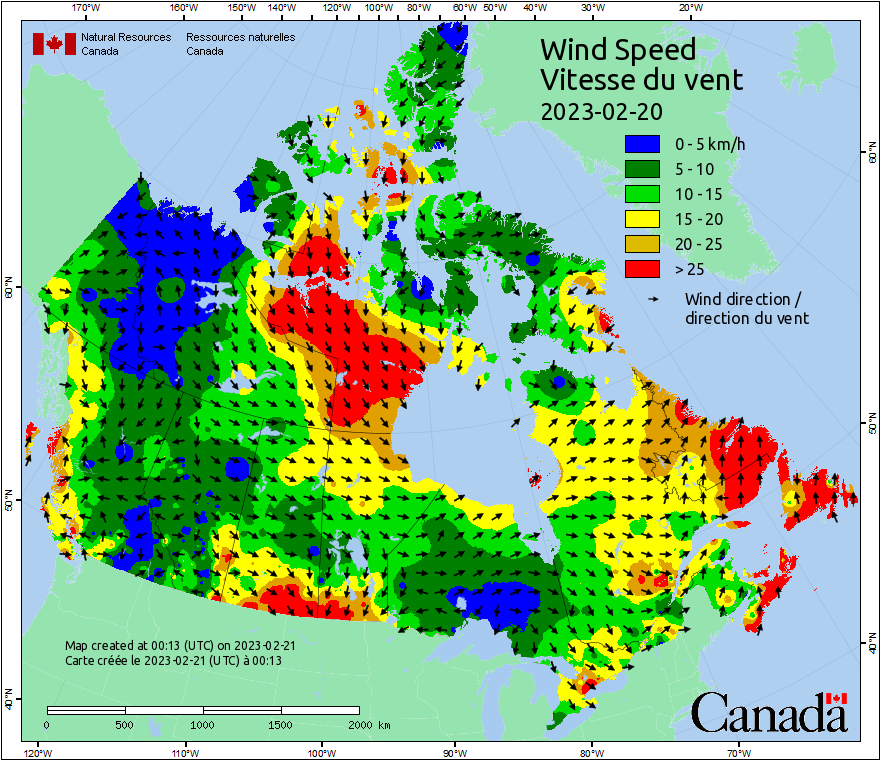 170°W 160°W 150°W 140°W 130°W 120°W 110°W 100°W 90°W 80°W 70°W 60°W 50°W 40°W 30°W 20°W
Natural Resources Ressources naturelles
Canada Canada
Wind Speed
Vitesse du vent
2023-02-20
0 - 5 km/h
5 - 10
10 - 15
15 - 20
20 - 25
> 25
Wind direction /
direction du vent
60°N
60°N
50°N
50°N
40°N
40°N
Map created at 00:13 (UTC) on 2023-02-21
Carte créée le 2023-02-21 (UTC) à 00:13
0 500 1000 1500 2000 km
Canada
120°W 110°W 100°W 90°W 80°W 70°W